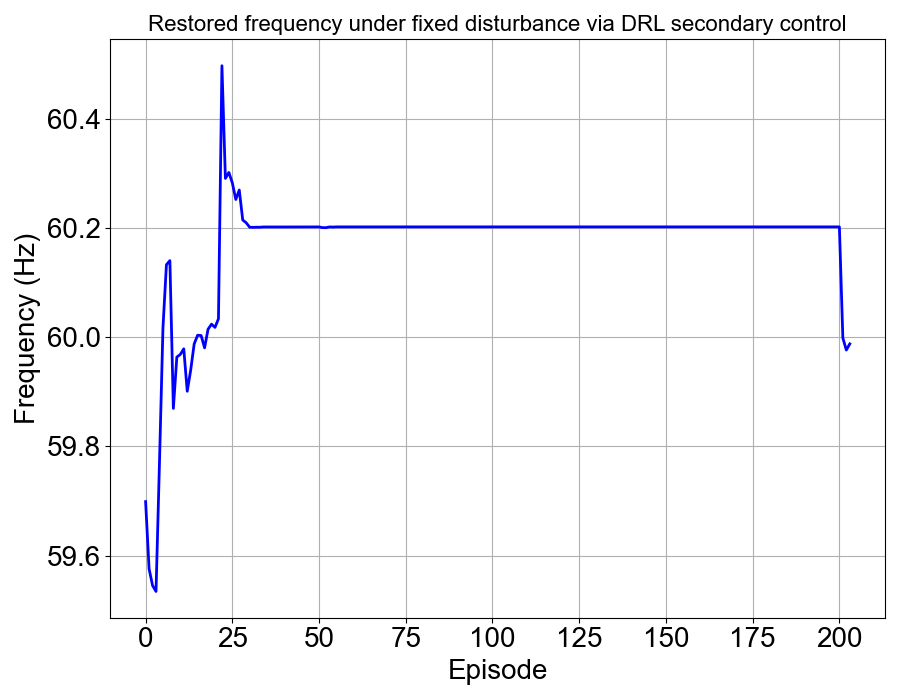 Restored frequency under fixed disturbance via DRL secondary control
60.4
60.2
60.0
59.8
59.6
Frequency (Hz)
0 25 50 75 100 125 150 175 200
Episode